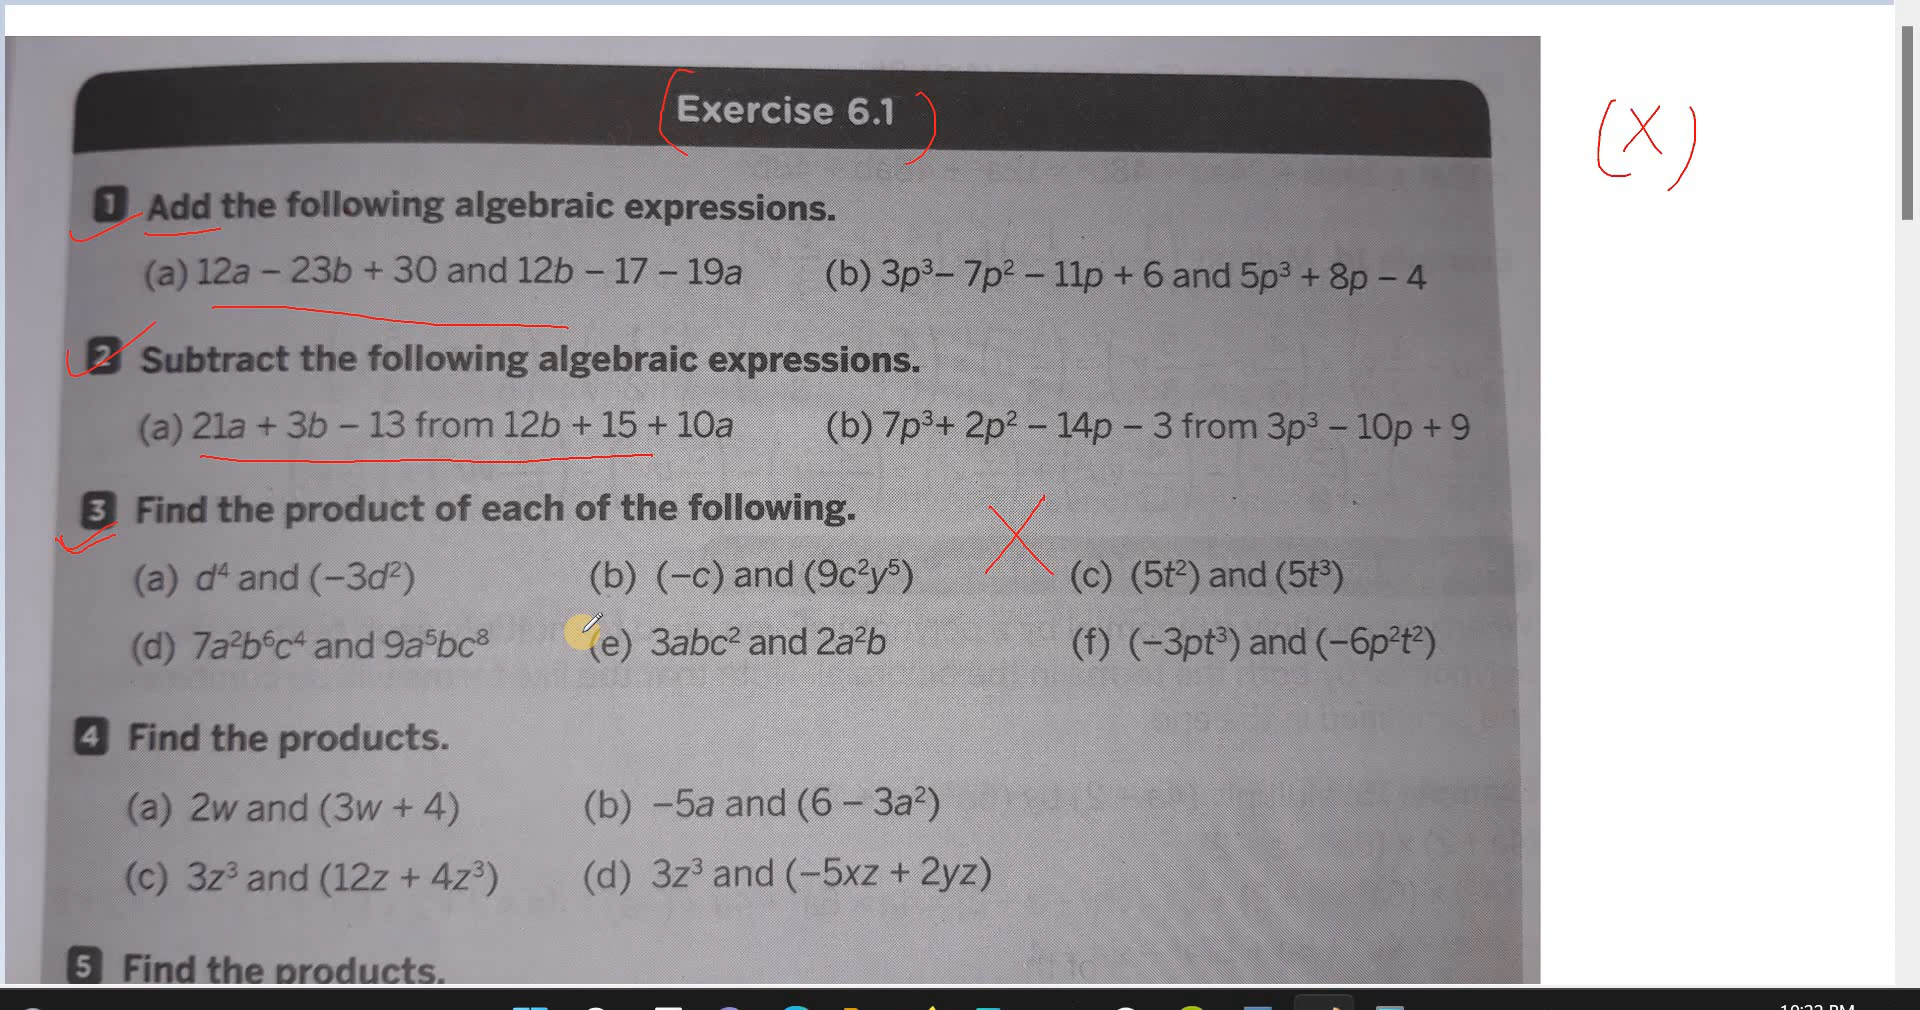 Exercise 6.1
(X)
1 Add the following algebraic expressions.
(a) 12a – 23b + 30 and 12b – 17 – 19a (b) 3p³– 7p² – 11p + 6 and 5p³ + 8p – 4
2 Subtract the following algebraic expressions.
(a) 21a + 3b – 13 from 12b + 15 + 10a (b) 7p³+ 2p² – 14p – 3 from 3p³ – 10p + 9
3 Find the product of each of the following.
(a) d⁴ and (–3d²) (b) (–c) and (9c²y⁵) (c) (5t²) and (5t³)
(d) 7a²b⁶c⁴ and 9a⁵bc⁸ (e) 3abc² and 2a²b (f) (–3pt³) and (–6p²t²)
4 Find the products.
(a) 2w and (3w + 4) (b) –5a and (6 – 3a²)
(c) 3z³ and (12z + 4z³) (d) 3z³ and (–5xz + 2yz)
5 Find the products.